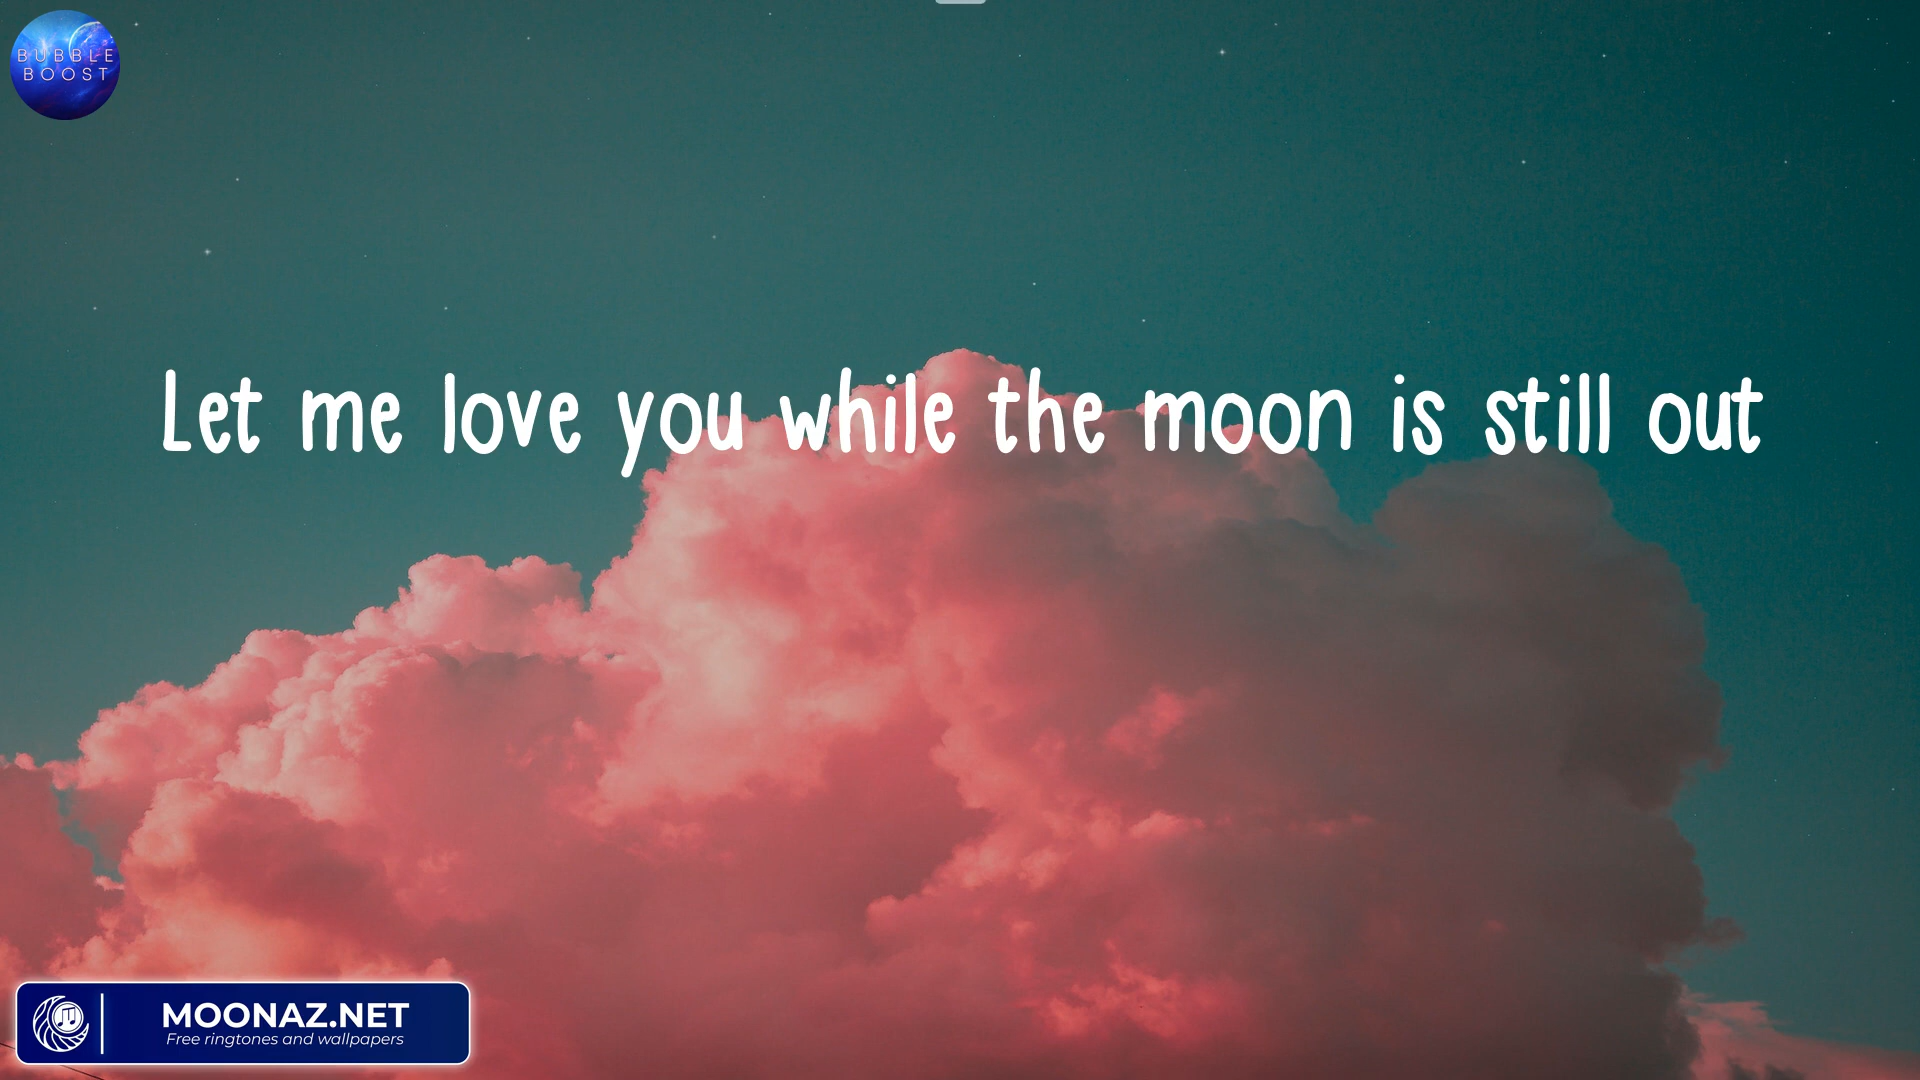 BUBBLE
BOOST
Let me love you while the moon is still out
MOONAZ.NET
Free ringtones and wallpapers